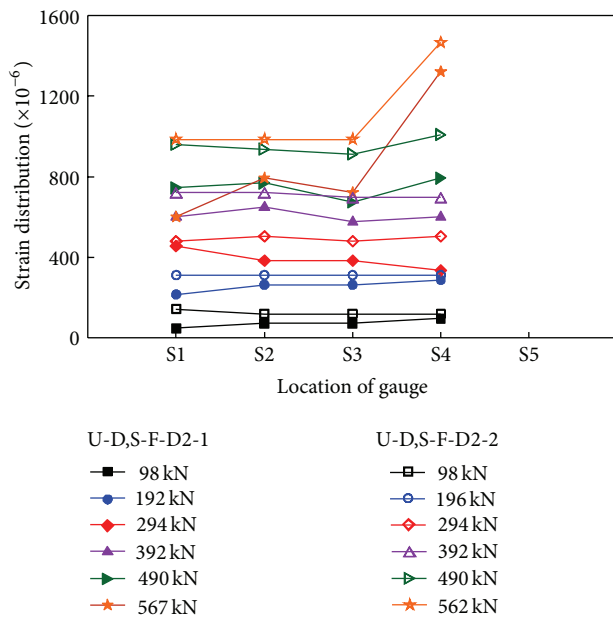 1600
1200
800
400
0
Strain distribution (×10⁻⁶)
S1 S2 S3 S4 S5
Location of gauge
U-D,S-F-D2-1
98 kN
192 kN
294 kN
392 kN
490 kN
567 kN
U-D,S-F-D2-2
98 kN
196 kN
294 kN
392 kN
490 kN
562 kN